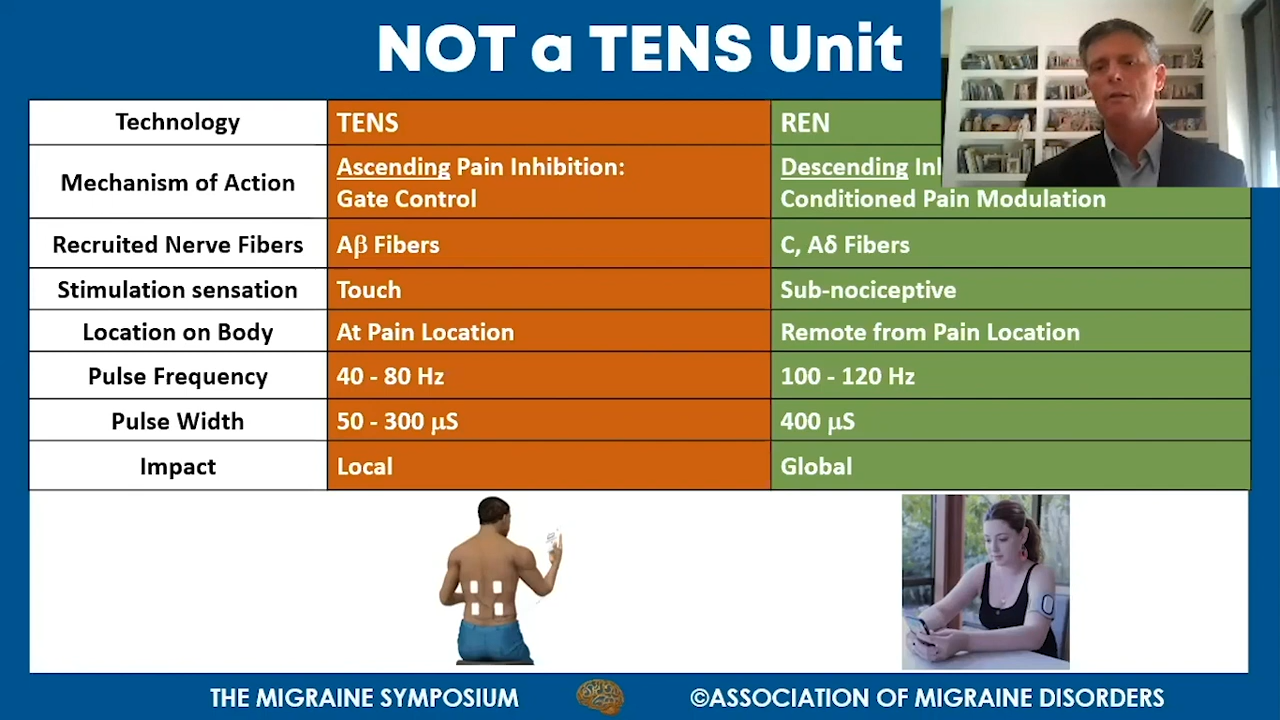 NOT a TENS Unit
Technology
TENS
REN
Mechanism of Action
Ascending Pain Inhibition:
Gate Control
Descending
Conditioned Pain Modulation
Recruited Nerve Fibers
Aβ Fibers
C, Aδ Fibers
Stimulation sensation
Touch
Sub-nociceptive
Location on Body
At Pain Location
Remote from Pain Location
Pulse Frequency
40 - 80 Hz
100 - 120 Hz
Pulse Width
50 - 300 μS
400 μS
Impact
Local
Global
THE MIGRAINE SYMPOSIUM
©ASSOCIATION OF MIGRAINE DISORDERS